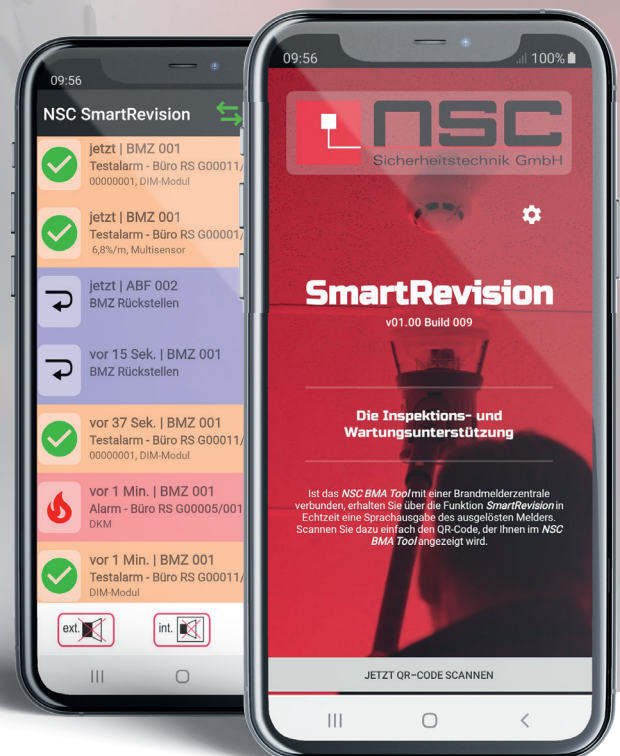 09:56
NSC SmartRevision
jetzt | BMZ 001
Testalarm - Büro RS G00011/
00000001, DIM-Modul
jetzt | BMZ 001
Testalarm - Büro RS G00001/
6,8%/m, Multisensor
jetzt | ABF 002
BMZ Rückstellen
vor 15 Sek. | BMZ 001
BMZ Rückstellen
vor 37 Sek. | BMZ 001
Testalarm - Büro RS G00011/
00000001, DIM-Modul
vor 1 Min. | BMZ 001
Alarm - Büro RS G00005/001
DKM
vor 1 Min. | BMZ 001
Testalarm - Büro RS G00011/
DIM-Modul
ext.
int.
09:56
100%
nsc
Sicherheitstechnik GmbH
SmartRevision
v01.00 Build 009
Die Inspektions- und
Wartungsunterstützung
Ist das NSC BMA Tool mit einer Brandmelderzentrale
verbunden, erhalten Sie über die Funktion SmartRevision in
Echtzeit eine Sprachausgabe des ausgelösten Melders.
Scannen Sie dazu einfach den QR-Code, der Ihnen im NSC
BMA Tool angezeigt wird.
JETZT QR-CODE SCANNEN